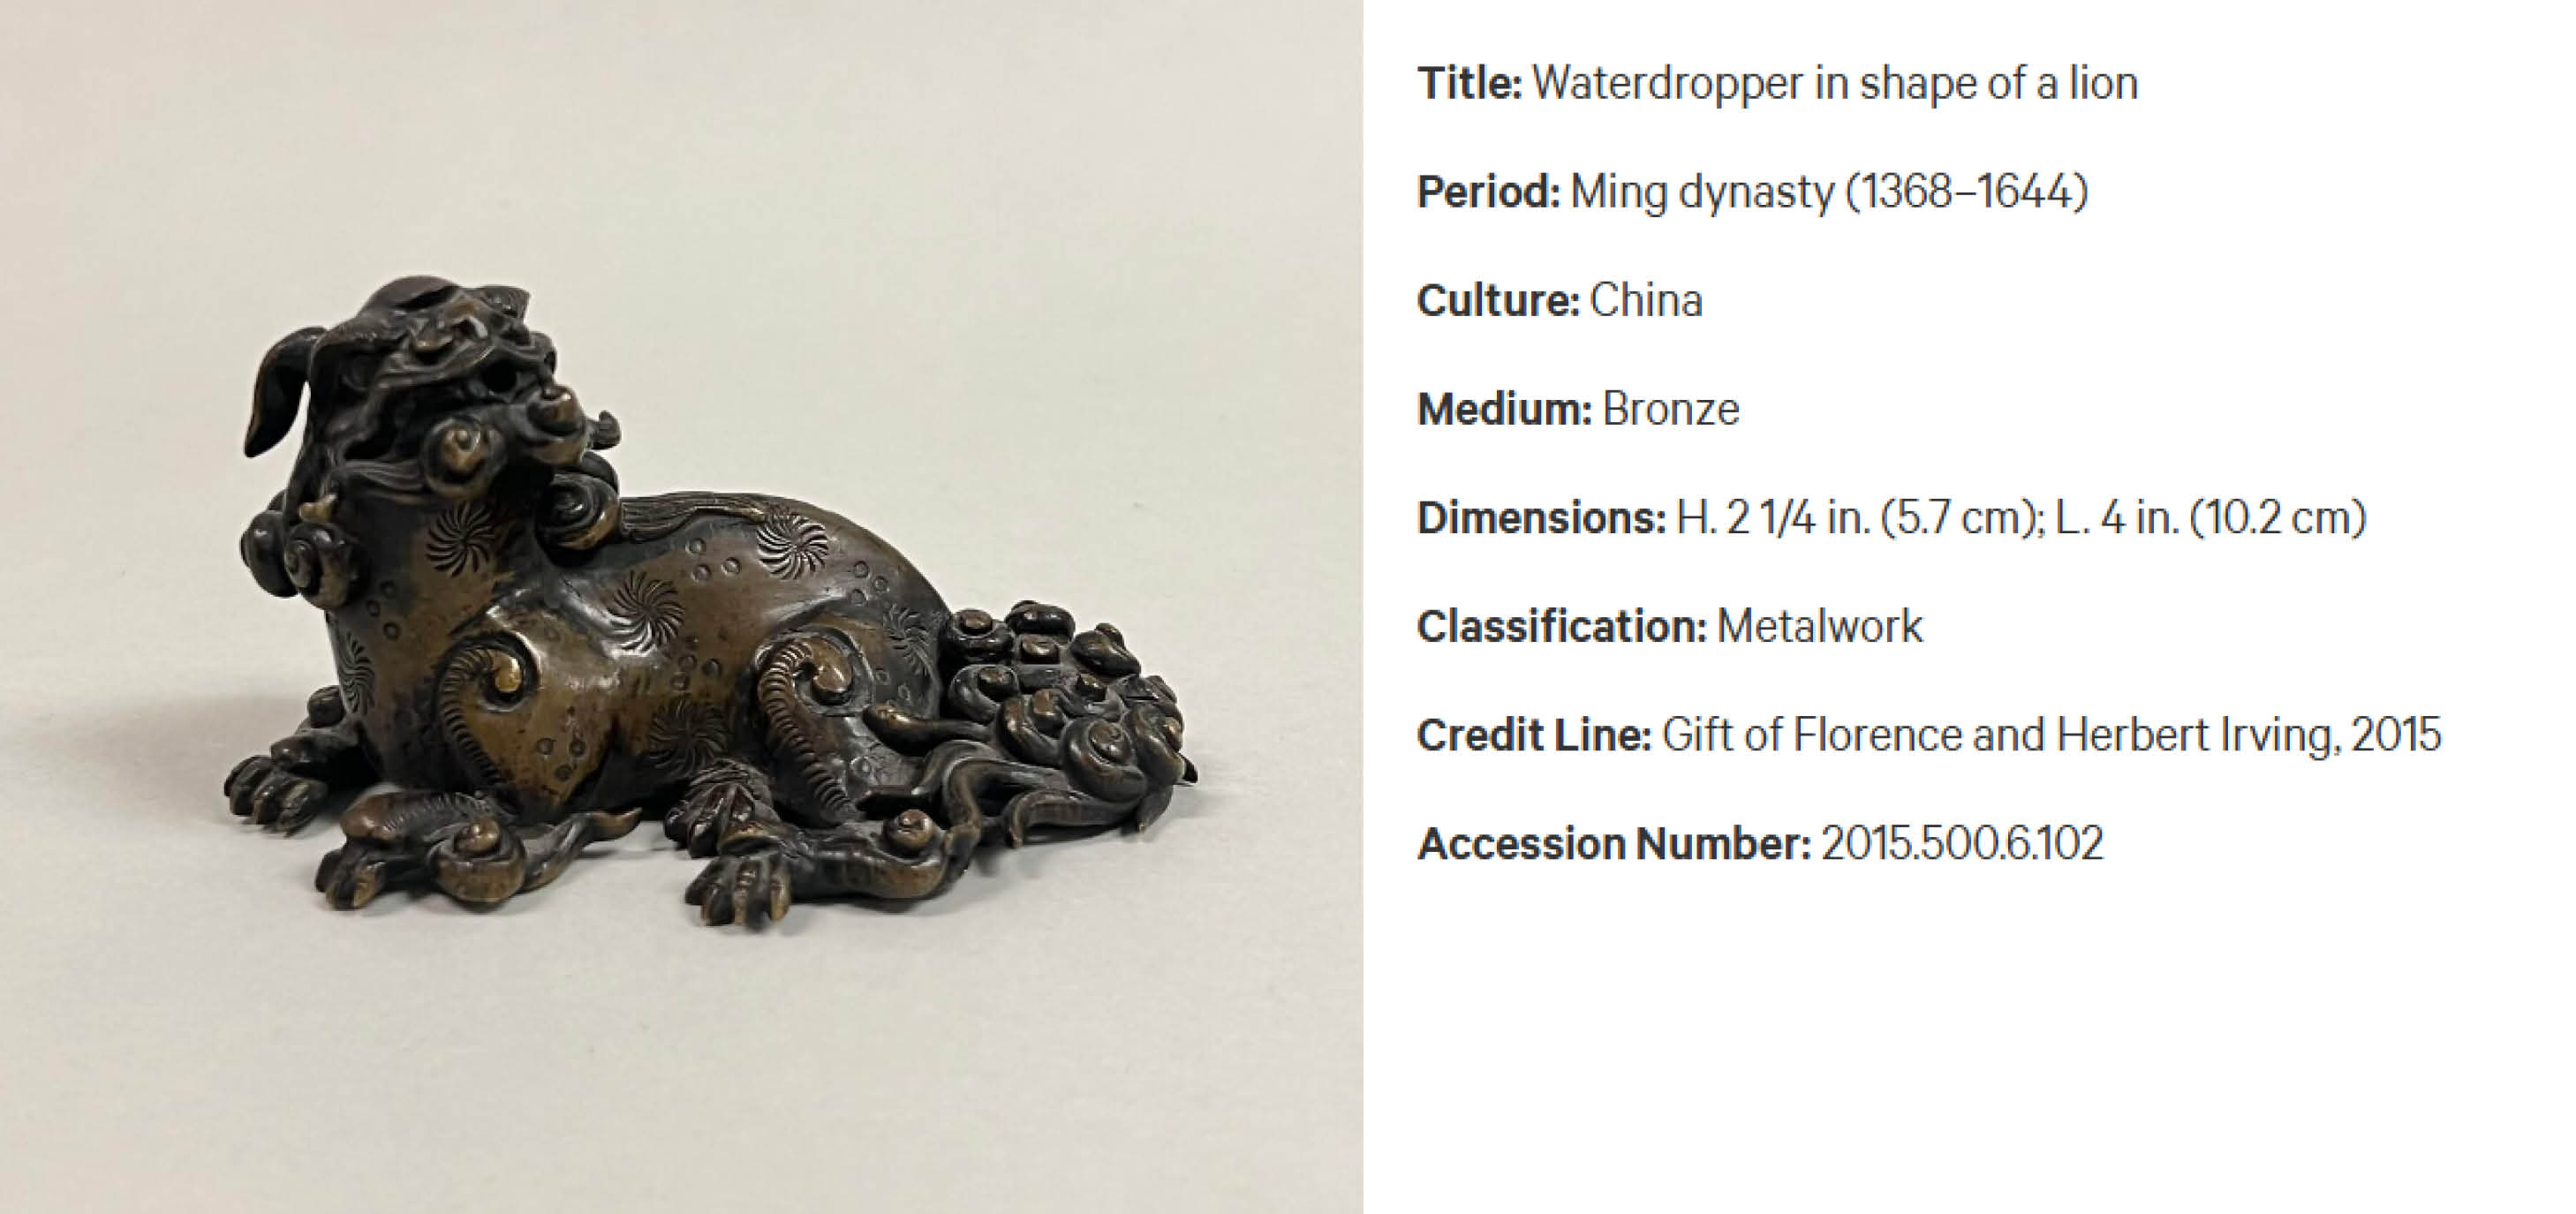 Title: Waterdropper in shape of a lion
Period: Ming dynasty (1368–1644)
Culture: China
Medium: Bronze
Dimensions: H. 2 1/4 in. (5.7 cm); L. 4 in. (10.2 cm)
Classification: Metalwork
Credit Line: Gift of Florence and Herbert Irving, 2015
Accession Number: 2015.500.6.102